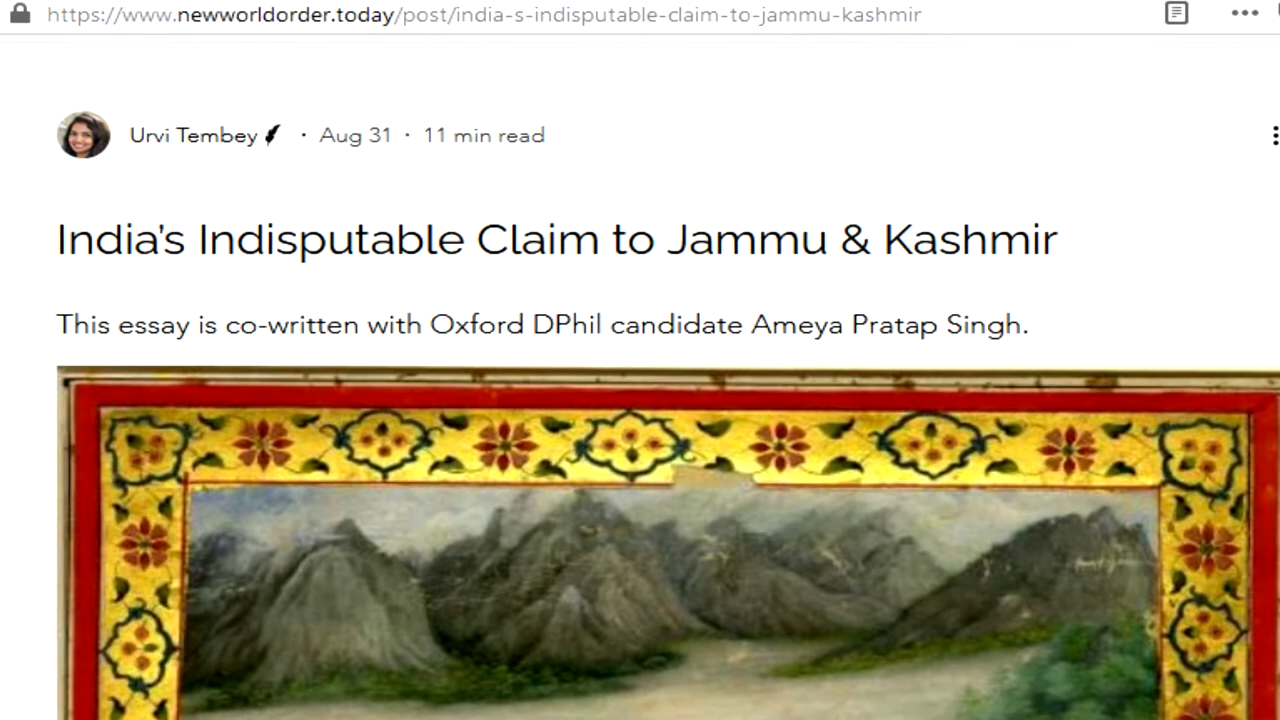 https://www.newworldorder.today/post/india-s-indisputable-claim-to-jammu-kashmir
Urvi Tembey · Aug 31 · 11 min read
India's Indisputable Claim to Jammu & Kashmir
This essay is co-written with Oxford DPhil candidate Ameya Pratap Singh.